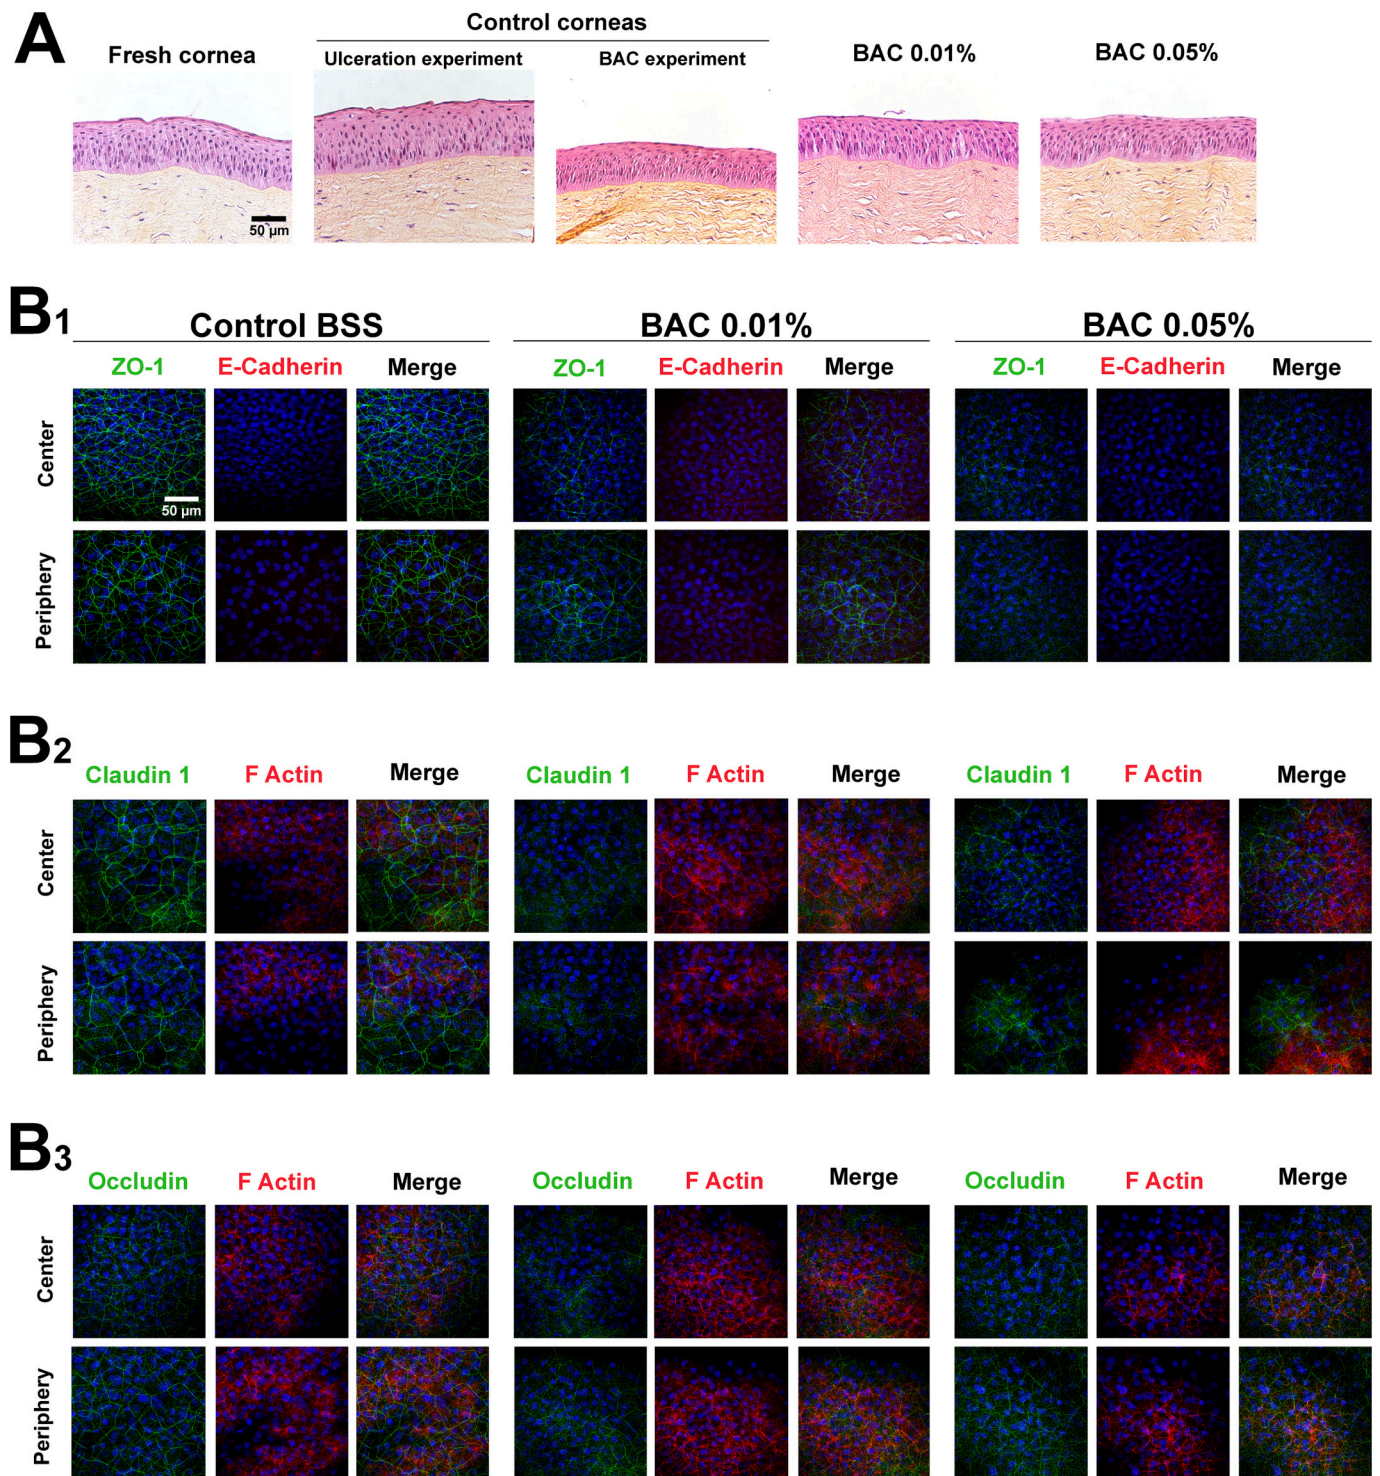 A
Control corneas
Fresh cornea
Ulceration experiment
BAC experiment
BAC 0.01%
BAC 0.05%
50 µm
B1
Control BSS
BAC 0.01%
BAC 0.05%
ZO-1
E-Cadherin
Merge
ZO-1
E-Cadherin
Merge
ZO-1
E-Cadherin
Merge
Center
50 µm
Periphery
B2
Claudin 1
F Actin
Merge
Claudin 1
F Actin
Merge
Claudin 1
F Actin
Merge
Center
Periphery
B3
Occludin
F Actin
Merge
Occludin
F Actin
Merge
Occludin
F Actin
Merge
Center
Periphery